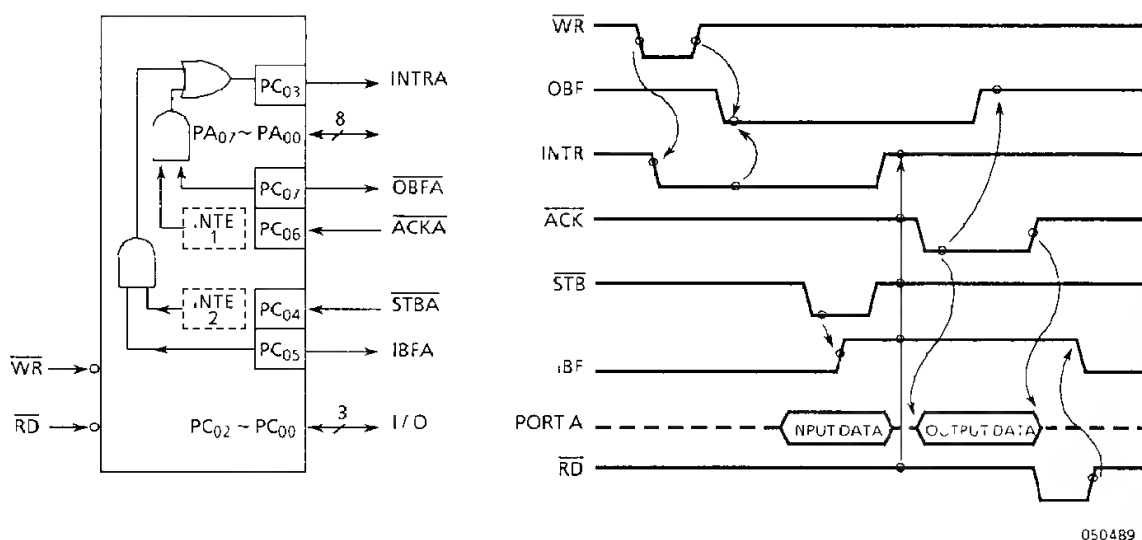 INTRA
PC03
PA07 ~ PA00
8
PC07
OBFA
INTE
1
PC06
ACKA
INTE
2
PC04
STBA
PC05
IBFA
WR
RD
PC02 ~ PC00
3
I/O
WR
OBF
INTR
ACK
STB
IBF
PORT A
INPUT DATA
OUTPUT DATA
RD
050489